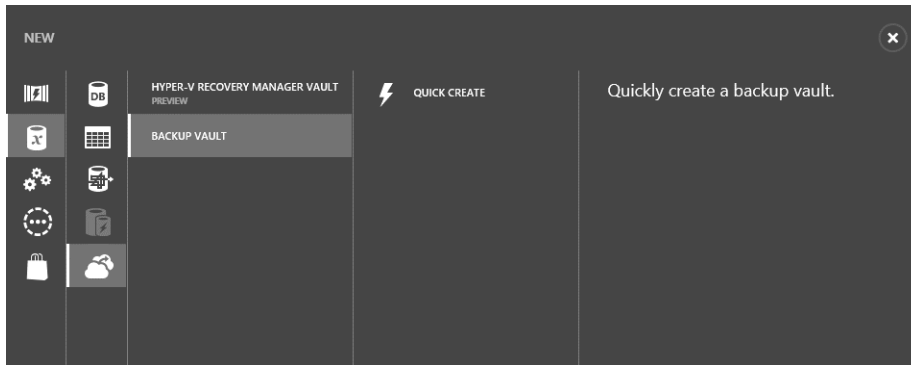 NEW
DB
x
HYPER-V RECOVERY MANAGER VAULT
PREVIEW
BACKUP VAULT
QUICK CREATE
Quickly create a backup vault.